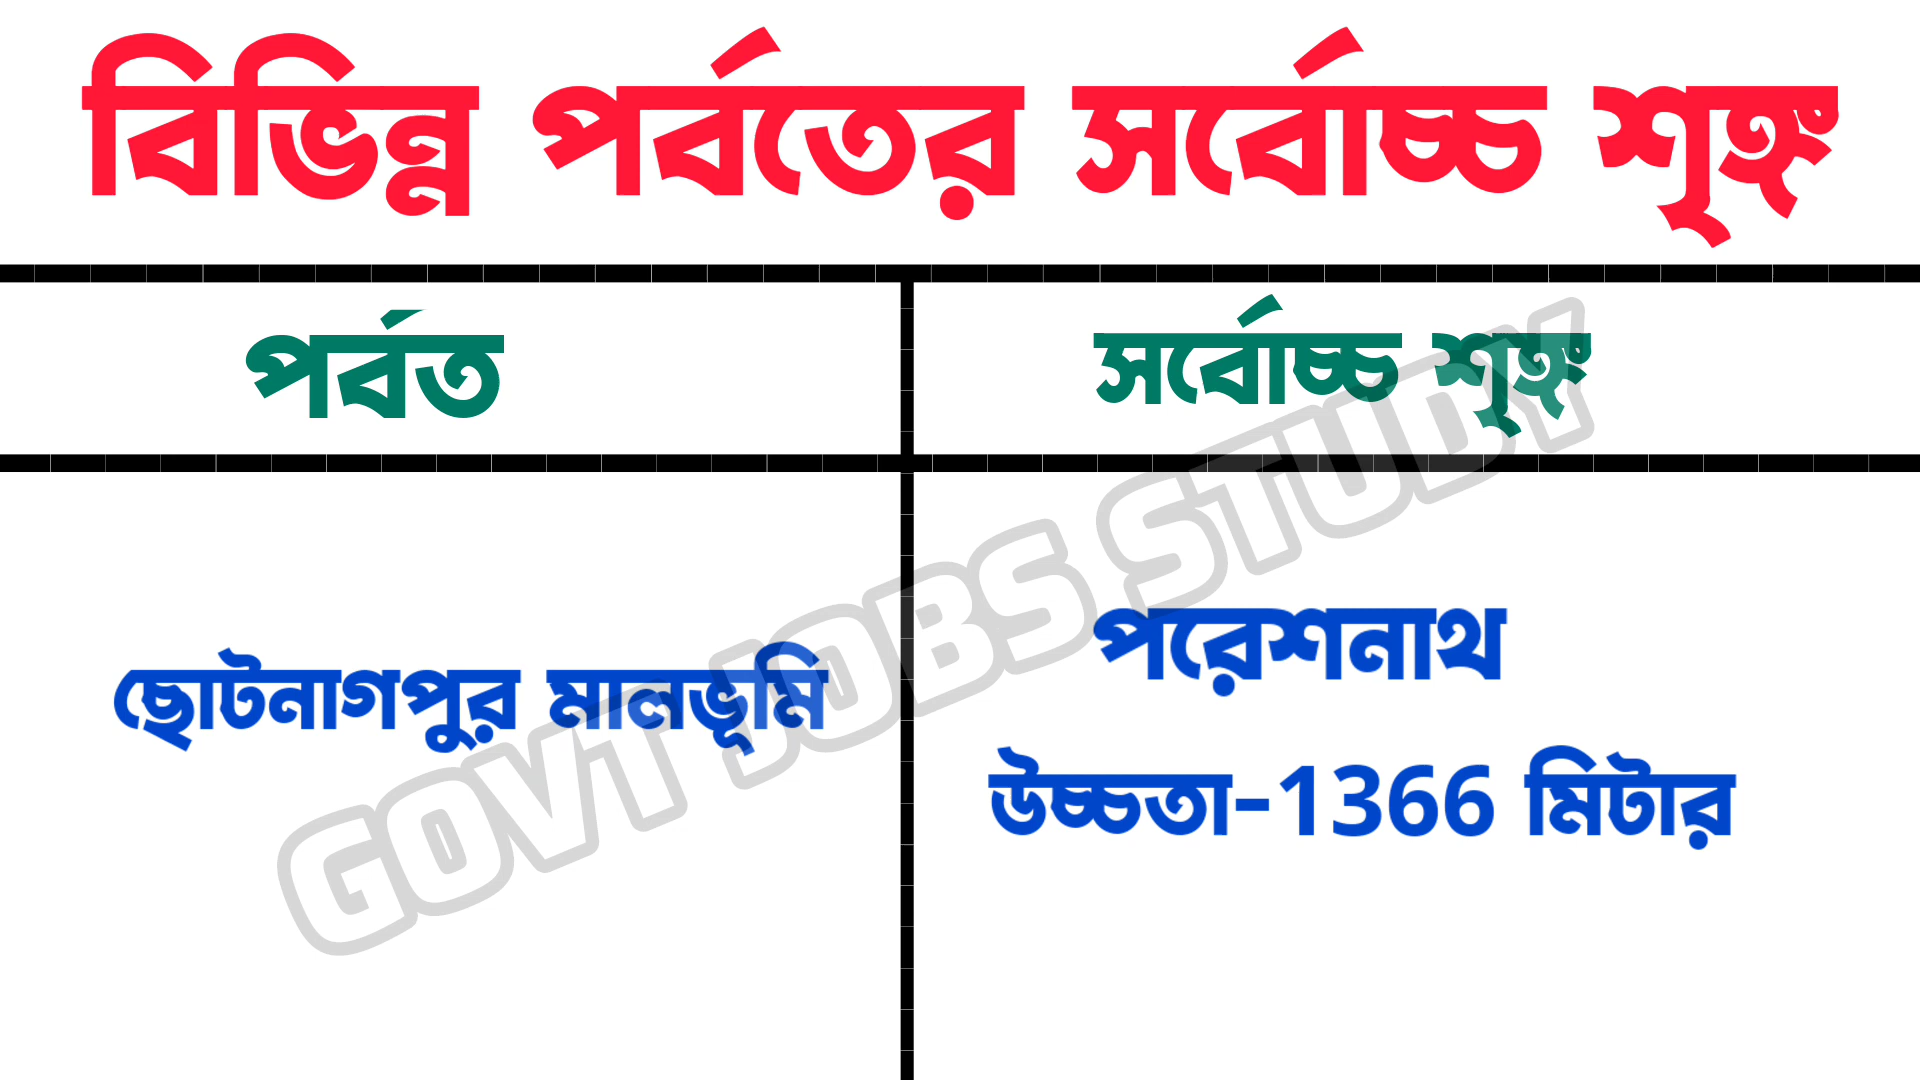 বিভিন্ন পর্বতের সর্বোচ্চ শৃঙ্গ
পর্বত
সর্বোচ্চ শৃঙ্গ
ছোটনাগপুর মালভূমি
পরেশনাথ
উচ্চতা-1366 মিটার
GOVT JOBS STUDY